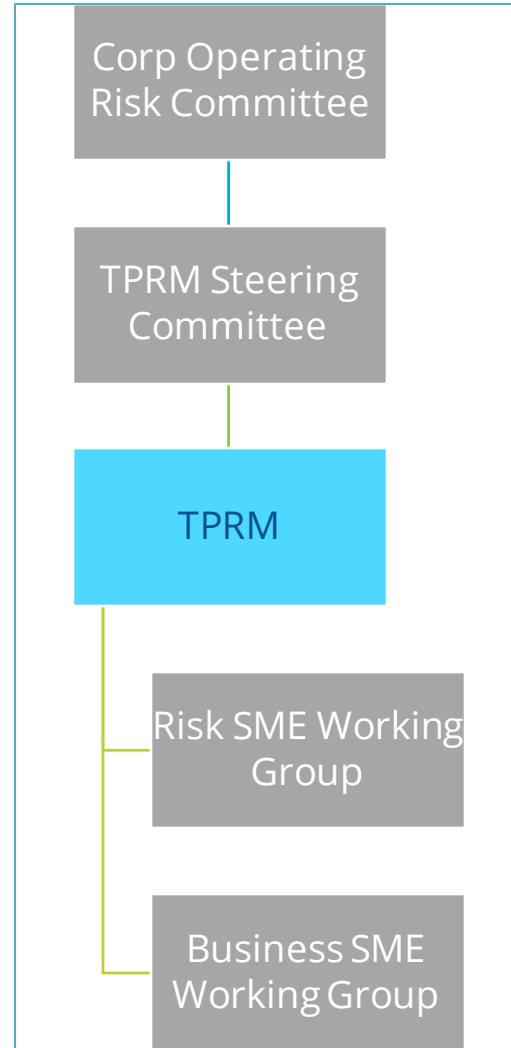 Corp Operating
Risk Committee
TPRM Steering
Committee
TPRM
Risk SME Working
Group
Business SME
Working Group